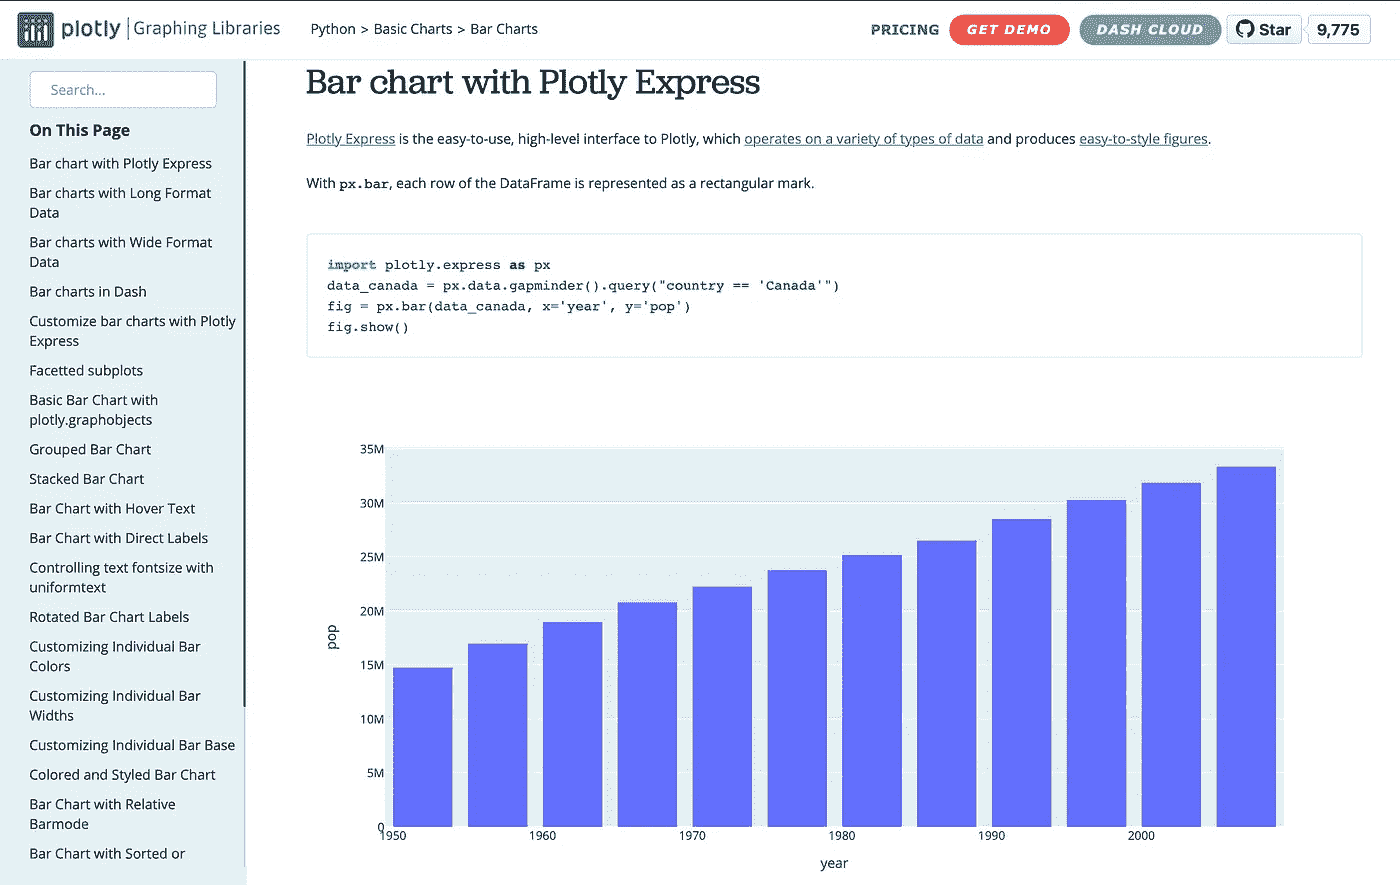 plotly | Graphing Libraries
Python > Basic Charts > Bar Charts
PRICING
GET DEMO
DASH CLOUD
Star
9,775
Search...
On This Page
Bar chart with Plotly Express
Bar charts with Long Format
Data
Bar charts with Wide Format
Data
Bar charts in Dash
Customize bar charts with Plotly
Express
Facetted subplots
Basic Bar Chart with
plotly.graphobjects
Grouped Bar Chart
Stacked Bar Chart
Bar Chart with Hover Text
Bar Chart with Direct Labels
Controlling text fontsize with
uniformtext
Rotated Bar Chart Labels
Customizing Individual Bar
Colors
Customizing Individual Bar
Widths
Customizing Individual Bar Base
Colored and Styled Bar Chart
Bar Chart with Relative
Barmode
Bar Chart with Sorted or
Bar chart with Plotly Express
Plotly Express is the easy-to-use, high-level interface to Plotly, which operates on a variety of types of data and produces easy-to-style figures.
With px.bar, each row of the DataFrame is represented as a rectangular mark.
import plotly.express as px
data_canada = px.data.gapminder().query("country == 'Canada'")
fig = px.bar(data_canada, x='year', y='pop')
fig.show()
35M
30M
25M
20M
15M
10M
5M
0
pop
1950 1960 1970 1980 1990 2000
year